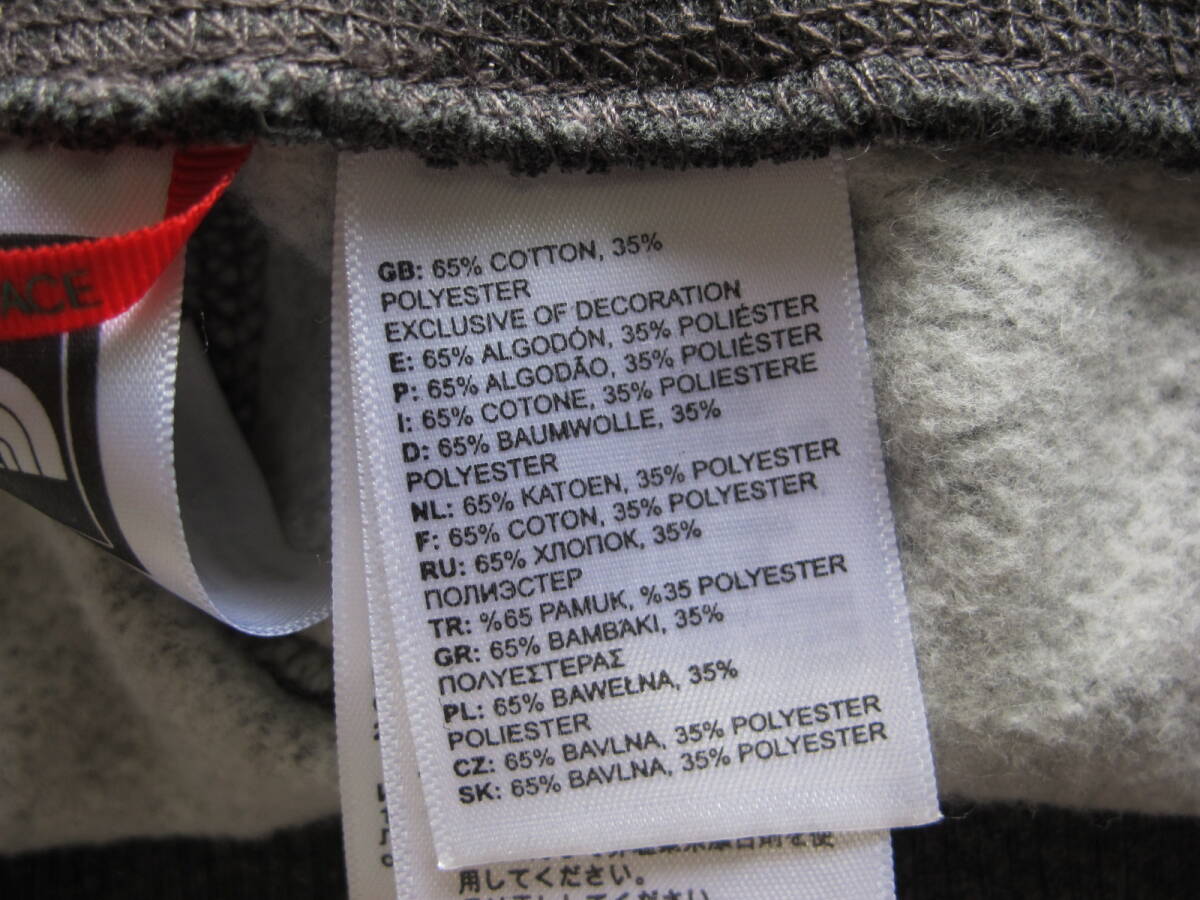 ACE
GB: 65% COTTON, 35%
POLYESTER
EXCLUSIVE OF DECORATION
E: 65% ALGODÓN, 35% POLIÉSTER
P: 65% ALGODÃO, 35% POLIÉSTER
I: 65% COTONE, 35% POLIESTERE
D: 65% BAUMWOLLE, 35%
POLYESTER
NL: 65% KATOEN, 35% POLYESTER
F: 65% COTON, 35% POLYESTER
RU: 65% ХЛОПОК, 35%
ПОЛИЭСТЕР
TR: %65 PAMUK, %35 POLYESTER
GR: 65% ΒΑΜΒΆΚΙ, 35%
ΠΟΛΥΕΣΤΕΡΑΣ
PL: 65% BAWEŁNA, 35%
POLIESTER
CZ: 65% BAVLNA, 35% POLYESTER
SK: 65% BAVLNA, 35% POLYESTER
用してください。